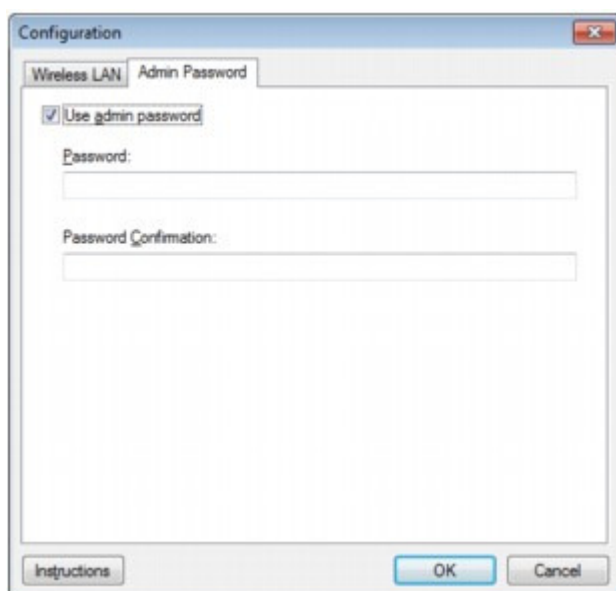 Configuration
Wireless LAN Admin Password
Use admin password
Password:
Password Confirmation:
Instructions OK Cancel